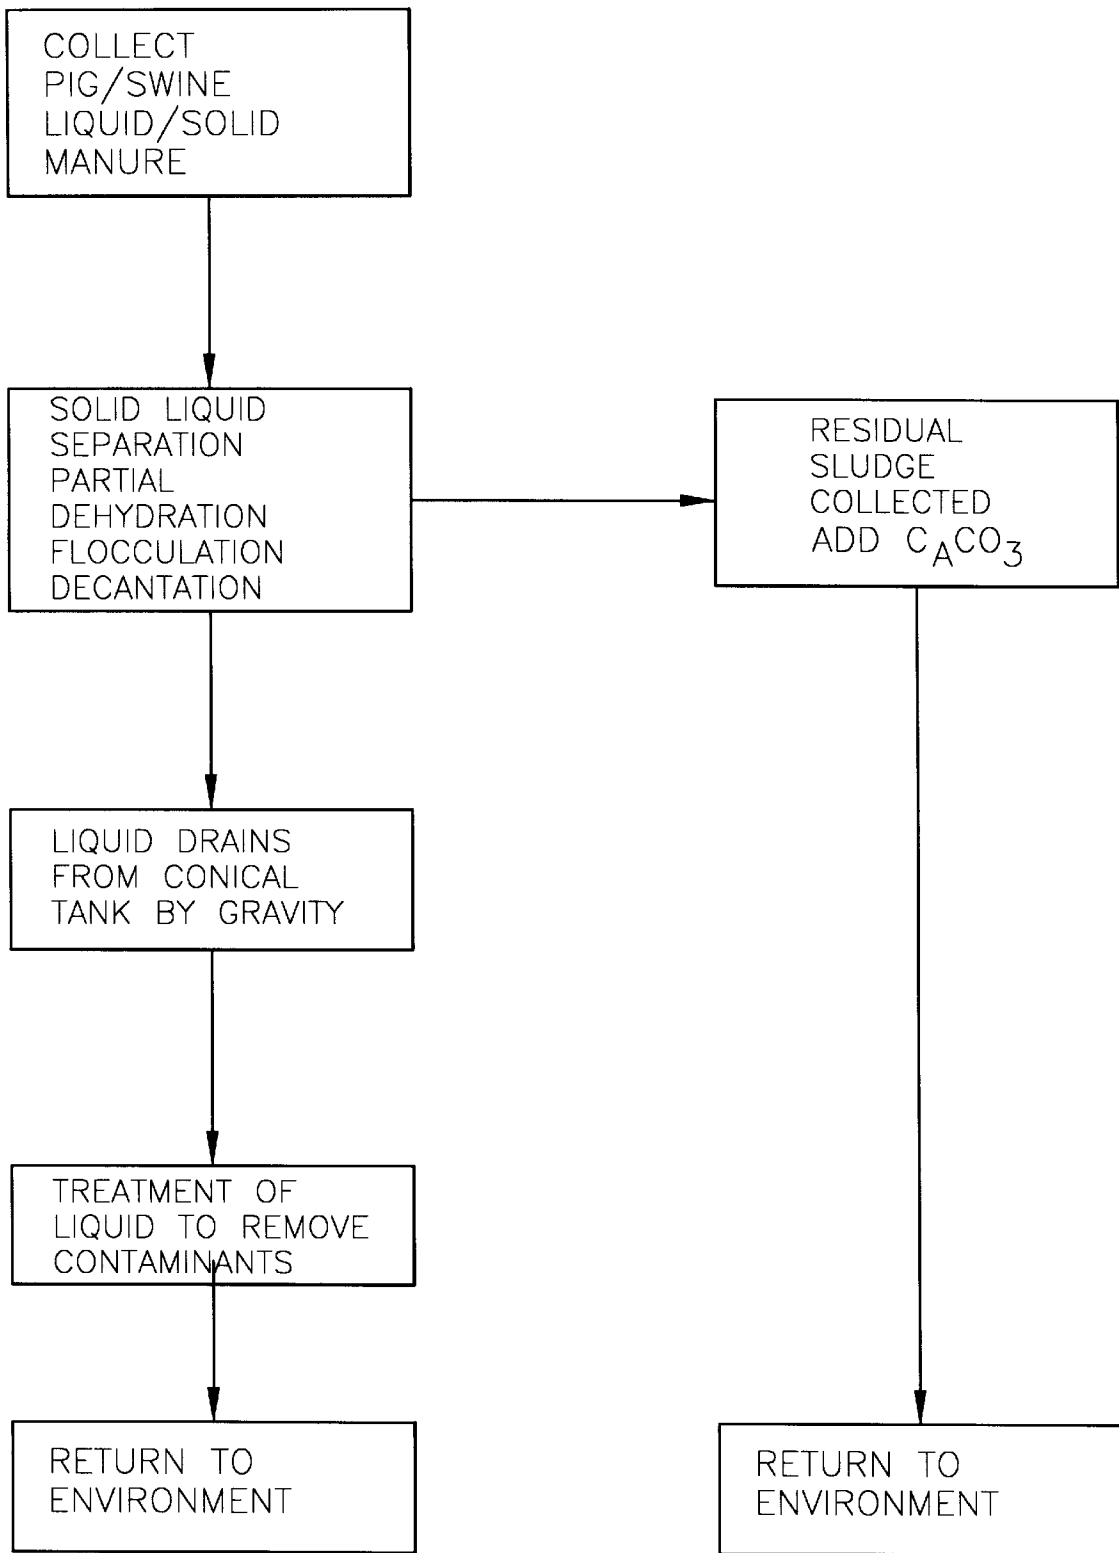 COLLECT
PIG/SWINE
LIQUID/SOLID
MANURE
SOLID LIQUID
SEPARATION
PARTIAL
DEHYDRATION
FLOCCULATION
DECANTATION
RESIDUAL
SLUDGE
COLLECTED
ADD CACO3
LIQUID DRAINS
FROM CONICAL
TANK BY GRAVITY
TREATMENT OF
LIQUID TO REMOVE
CONTAMINANTS
RETURN TO
ENVIRONMENT
RETURN TO
ENVIRONMENT